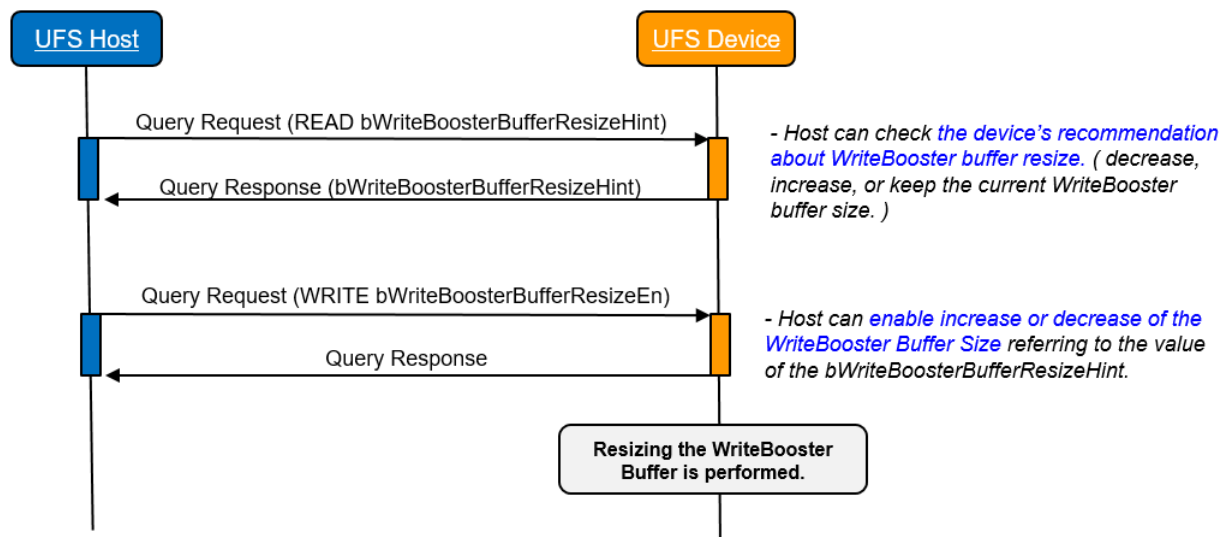 UFS Host
UFS Device
Query Request (READ bWriteBoosterBufferResizeHint)
- Host can check the device's recommendation
about WriteBooster buffer resize. ( decrease,
increase, or keep the current WriteBooster
buffer size. )
Query Response (bWriteBoosterBufferResizeHint)
Query Request (WRITE bWriteBoosterBufferResizeEn)
- Host can enable increase or decrease of the
WriteBooster Buffer Size referring to the value
of the bWriteBoosterBufferResizeHint.
Query Response
Resizing the WriteBooster
Buffer is performed.